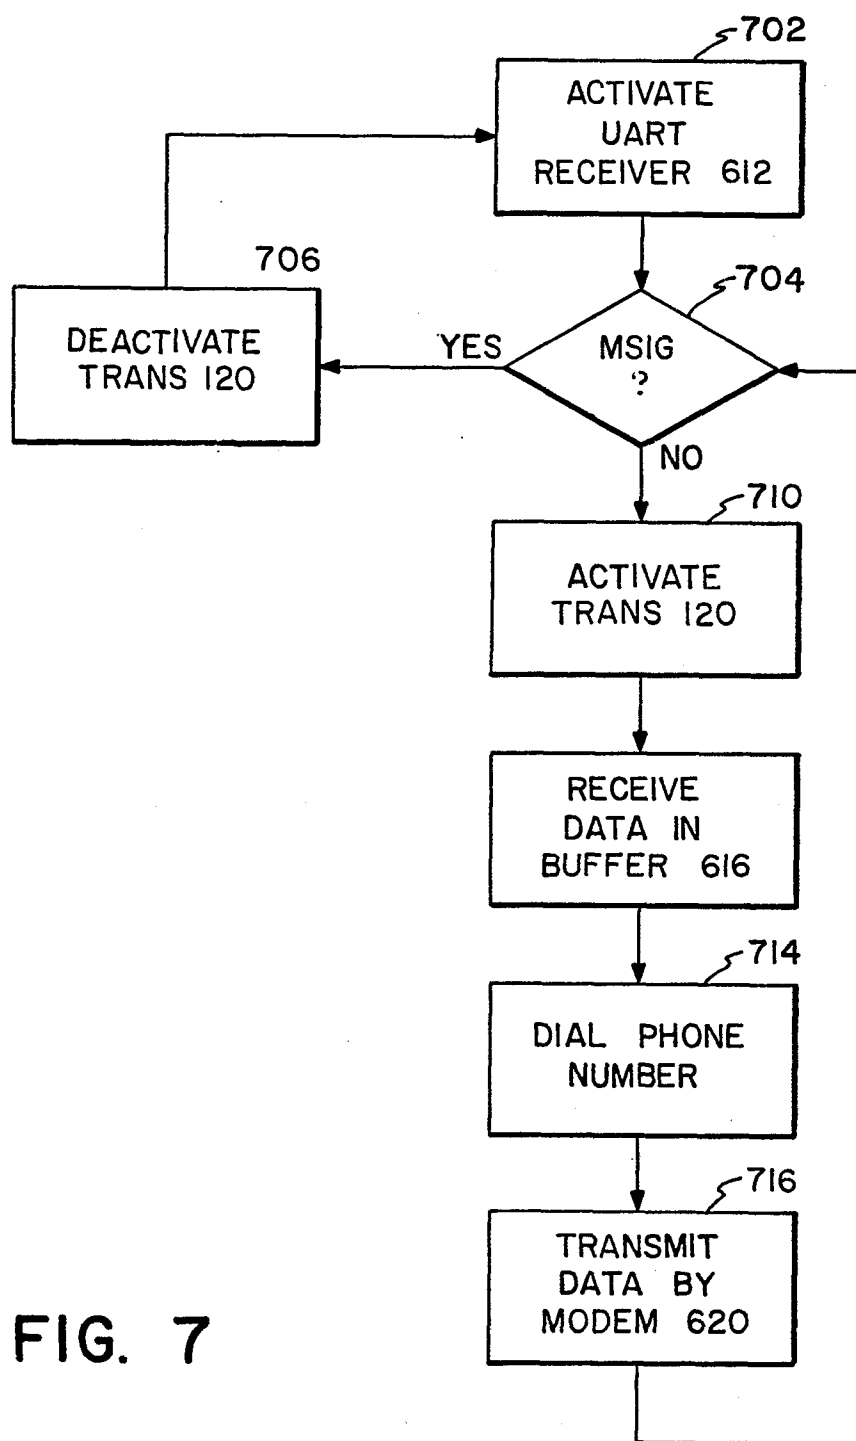 702
ACTIVATE
UART
RECEIVER 612
706
704
DEACTIVATE
TRANS 120
YES
MSIG
?
NO
710
ACTIVATE
TRANS 120
RECEIVE
DATA IN
BUFFER 616
714
DIAL PHONE
NUMBER
716
TRANSMIT
DATA BY
MODEM 620
FIG. 7